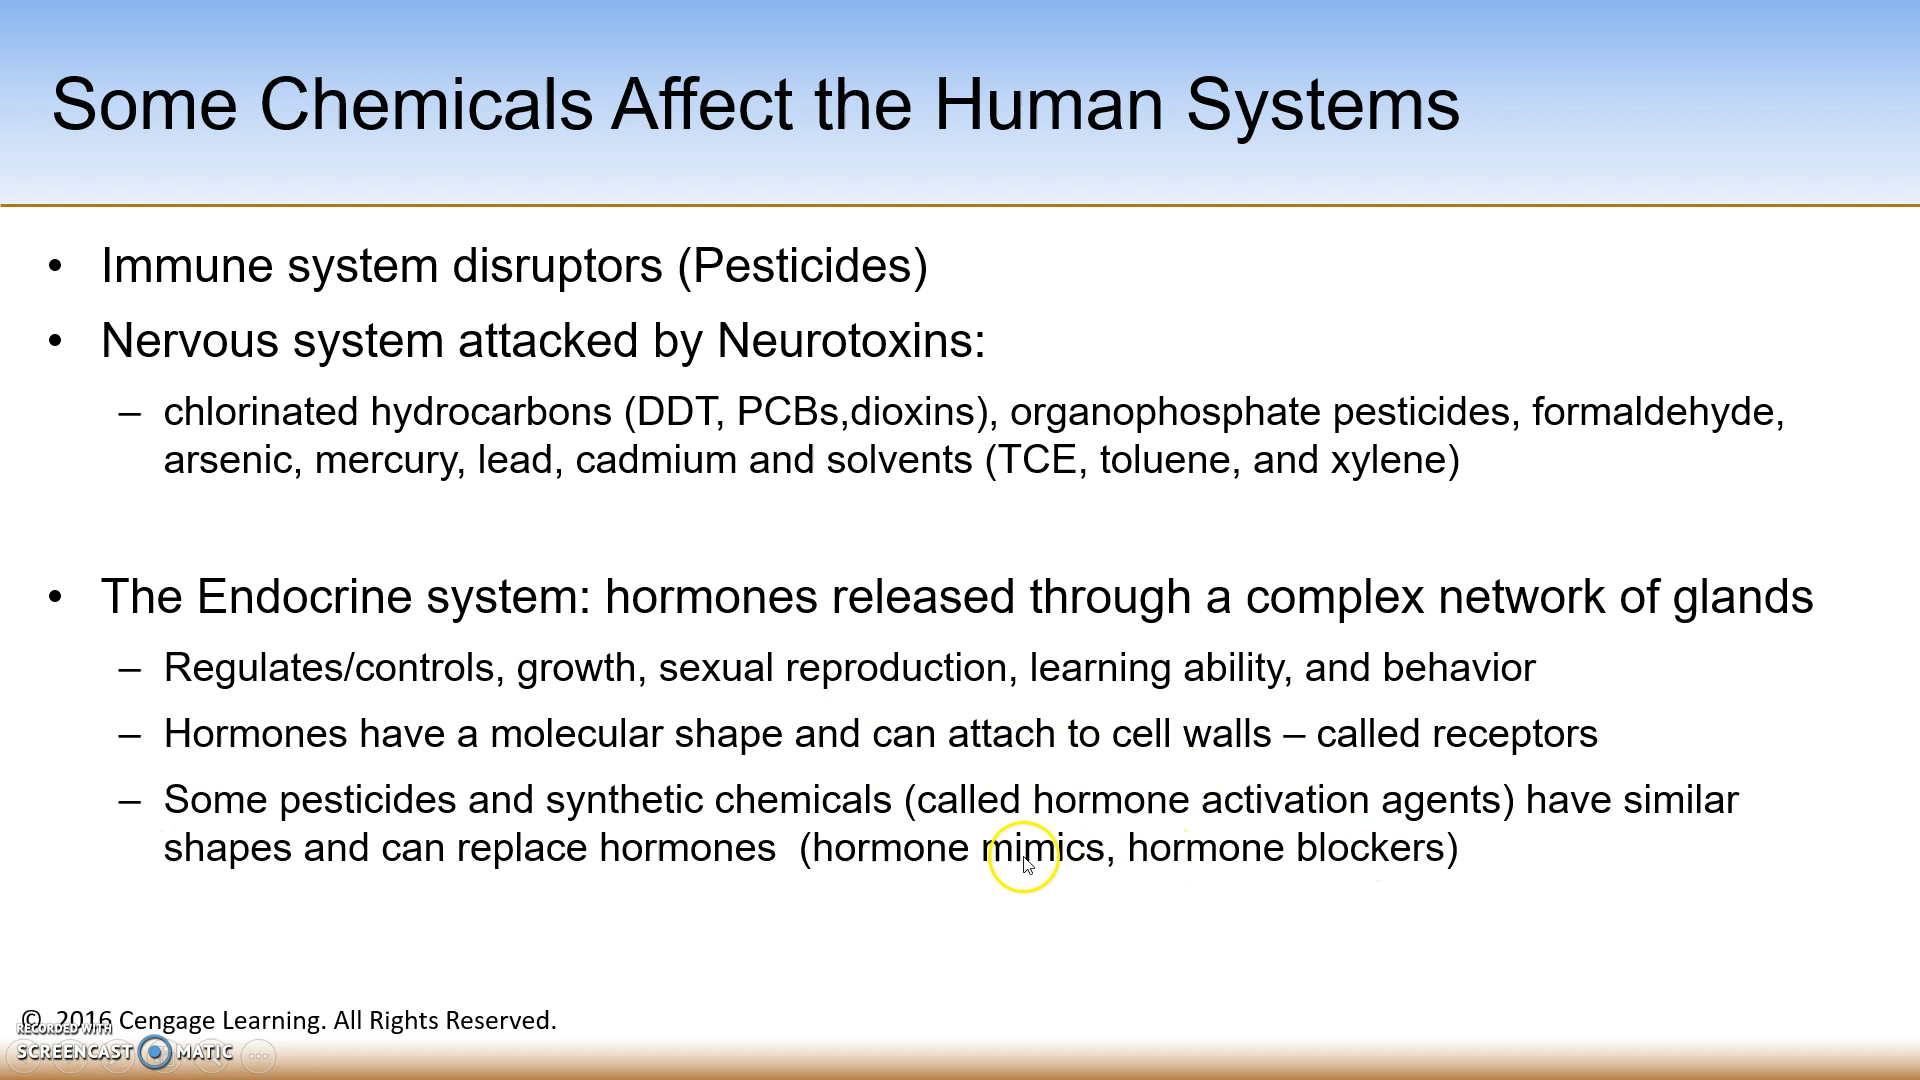 Some Chemicals Affect the Human Systems
• Immune system disruptors (Pesticides)
• Nervous system attacked by Neurotoxins:
– chlorinated hydrocarbons (DDT, PCBs,dioxins), organophosphate pesticides, formaldehyde,
arsenic, mercury, lead, cadmium and solvents (TCE, toluene, and xylene)
• The Endocrine system: hormones released through a complex network of glands
– Regulates/controls, growth, sexual reproduction, learning ability, and behavior
– Hormones have a molecular shape and can attach to cell walls – called receptors
– Some pesticides and synthetic chemicals (called hormone activation agents) have similar
shapes and can replace hormones (hormone mimics, hormone blockers)
© 2016 Cengage Learning. All Rights Reserved.
RECORDED WITH
SCREENCAST MATIC